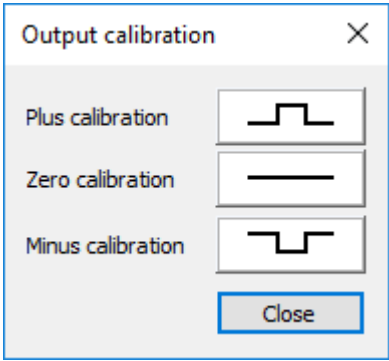 Output calibration
Plus calibration
Zero calibration
Minus calibration
Close